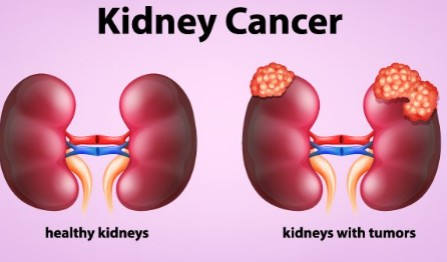 Kidney Cancer
healthy kidneys
kidneys with tumors